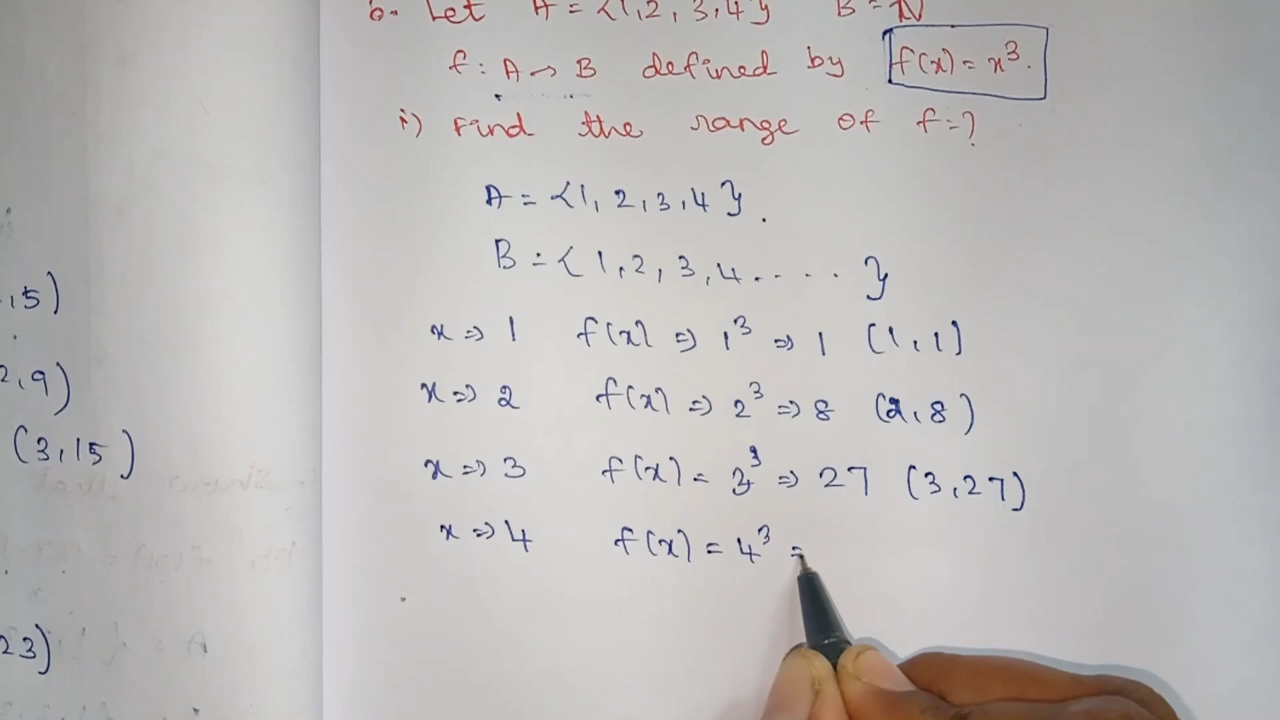 6. Let A = {1,2,3,4} B = N
f: A → B defined by f(x) = x³.
i) Find the range of f=?
A = {1, 2, 3, 4}.
B = { 1, 2, 3, 4 ..... }
x ⇒ 1 f(x) ⇒ 1³ ⇒ 1 (1,1)
x ⇒ 2 f(x) ⇒ 2³ ⇒ 8 (2,8)
x ⇒ 3 f(x) = 3³ ⇒ 27 (3,27)
x ⇒ 4 f(x) = 4³ =
,15)
2,9)
(3,15)
23)